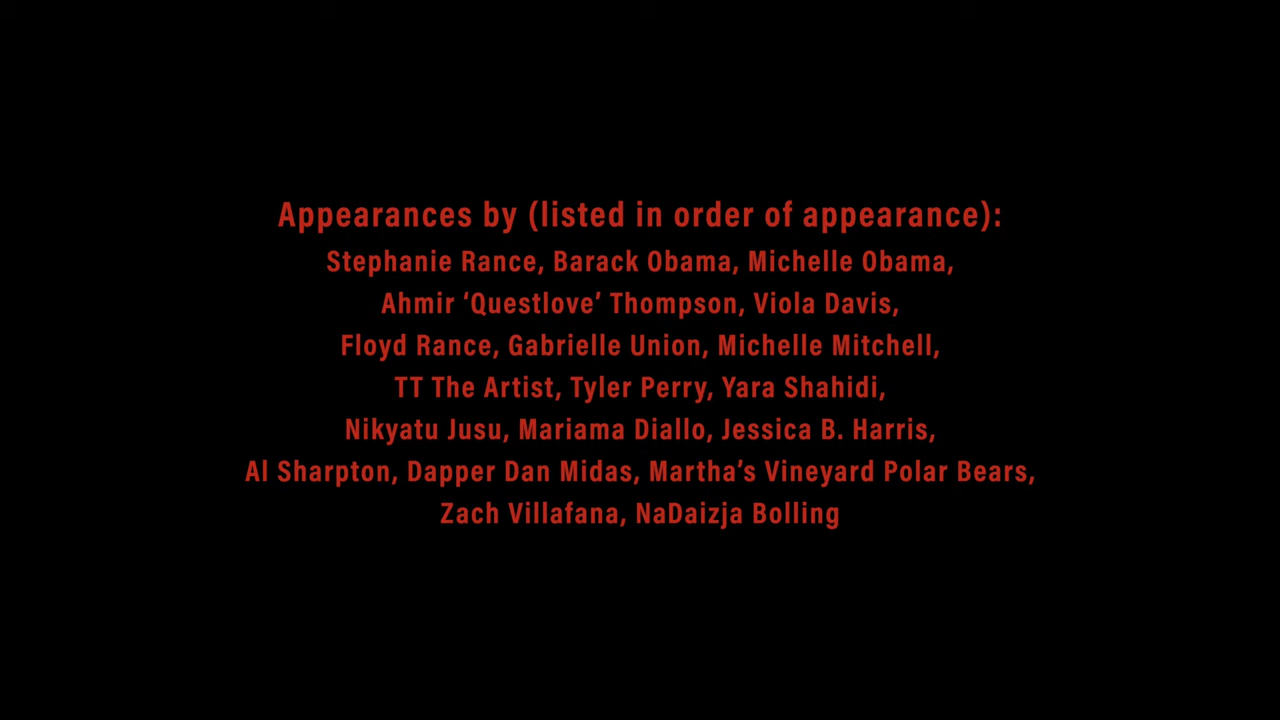 Appearances by (listed in order of appearance):
Stephanie Rance, Barack Obama, Michelle Obama,
Ahmir ‘Questlove’ Thompson, Viola Davis,
Floyd Rance, Gabrielle Union, Michelle Mitchell,
TT The Artist, Tyler Perry, Yara Shahidi,
Nikyatu Jusu, Mariama Diallo, Jessica B. Harris,
Al Sharpton, Dapper Dan Midas, Martha’s Vineyard Polar Bears,
Zach Villafana, NaDaizja Bolling